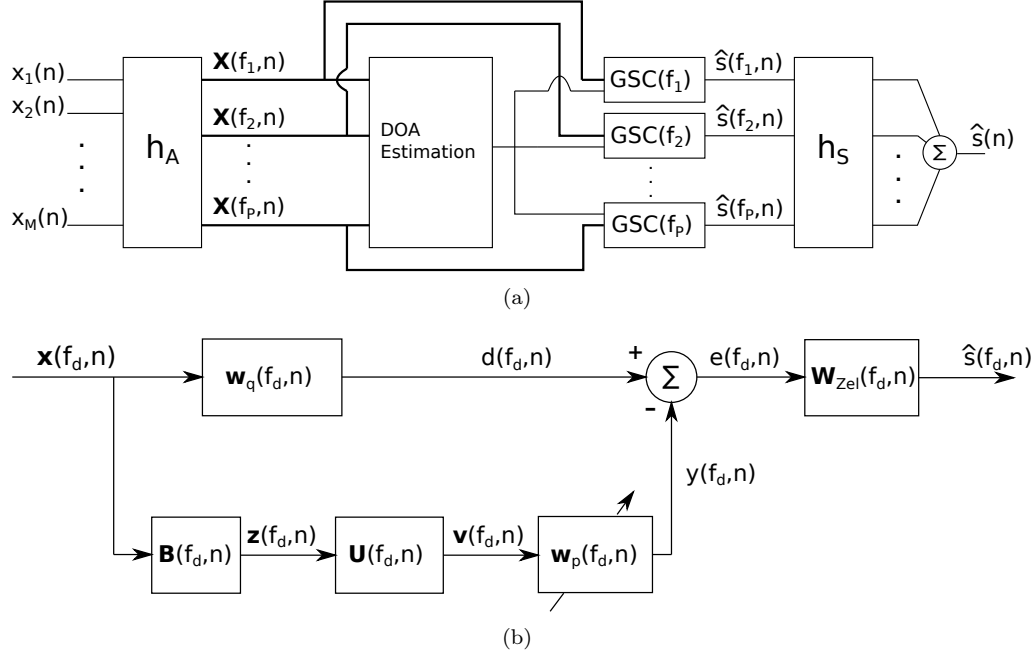 x₁(n)
x₂(n)
x_M(n)
h_A
X(f₁,n)
X(f₂,n)
X(f_P,n)
DOA
Estimation
GSC(f₁)
GSC(f₂)
GSC(f_P)
ŝ(f₁,n)
ŝ(f₂,n)
ŝ(f_P,n)
h_S
Σ
ŝ(n)
(a)
x(f_d,n)
w_q(f_d,n)
d(f_d,n)
+
Σ
-
e(f_d,n)
W_Zel(f_d,n)
ŝ(f_d,n)
y(f_d,n)
B(f_d,n)
z(f_d,n)
U(f_d,n)
v(f_d,n)
w_p(f_d,n)
(b)